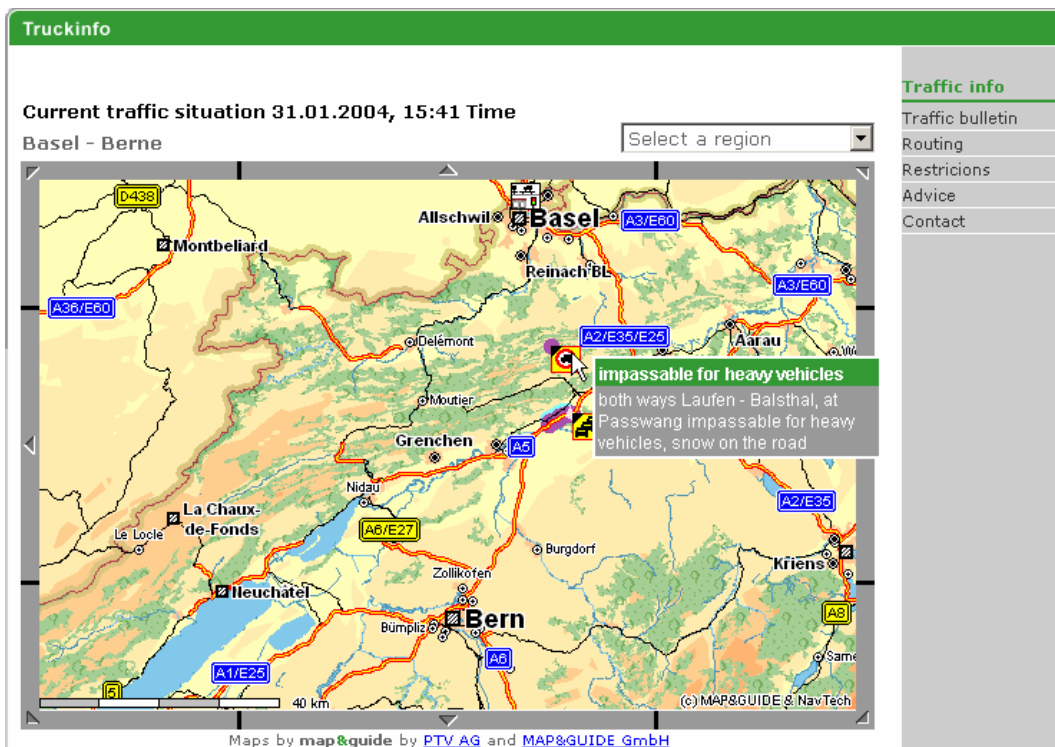 Truckinfo
Current traffic situation 31.01.2004, 15:41 Time
Basel - Berne
Select a region
Traffic info
Traffic bulletin
Routing
Restricions
Advice
Contact
D438
Allschwil
Basel
A3/E60
Montbeliard
Reinach BL
A3/E60
A36/E60
A2/E35/E25
Delémont
Aarau
impassable for heavy vehicles
both ways Laufen - Balsthal, at
Passwang impassable for heavy
vehicles, snow on the road
Moutier
Grenchen
A5
Nidau
A2/E35
La Chaux-
de-Fonds
Le Locle
A6/E27
Burgdorf
Kriens
Zollikofen
Neuchâtel
A8
Bümpliz
Bern
A6
Same
A1/E25
5
40 km
(c) MAP&GUIDE & NavTech
Maps by map&guide by PTV AG and MAP&GUIDE GmbH